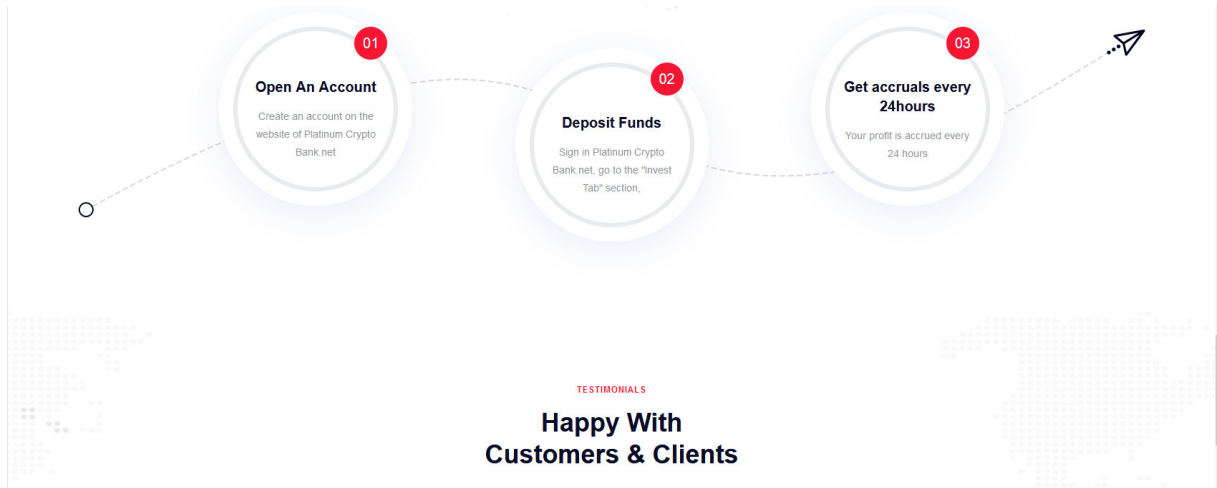 01
Open An Account
Create an account on the
website of Platinum Crypto
Bank.net
02
Deposit Funds
Sign in Platinum Crypto
Bank.net, go to the "Invest
Tab" section,
03
Get accruals every
24hours
Your profit is accrued every
24 hours
TESTIMONIALS
Happy With
Customers & Clients